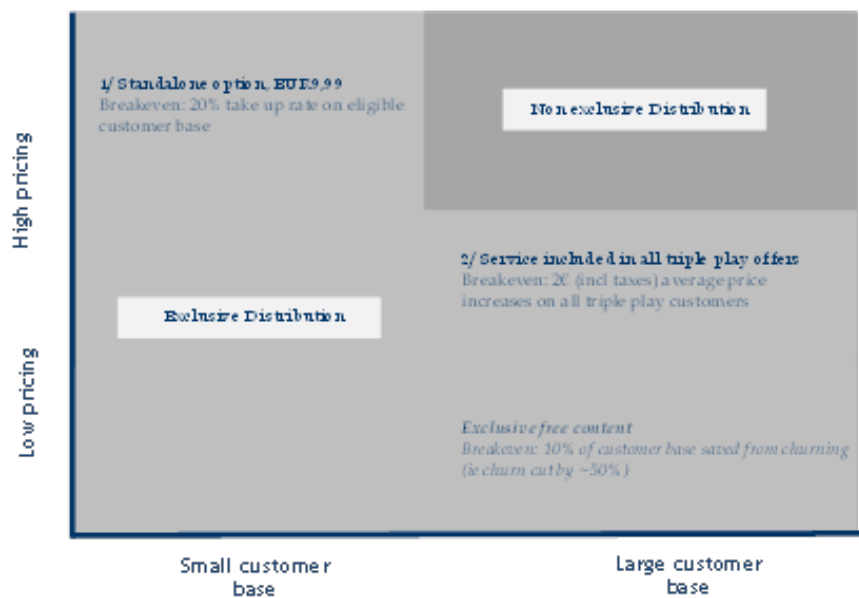 High pricing
Low pricing
1/ Standalone option, EUR9,99
Breakeven: 20% take up rate on eligible
customer base
Non exclusive Distribution
2/ Service included in all triple play offers
Breakeven: 2€ (incl taxes) average price
increases on all triple play customers
Exclusive Distribution
Exclusive free content
Breakeven: 10% of customer base saved from churning
(ie churn cut by ~50%)
Small customer
base
Large customer
base